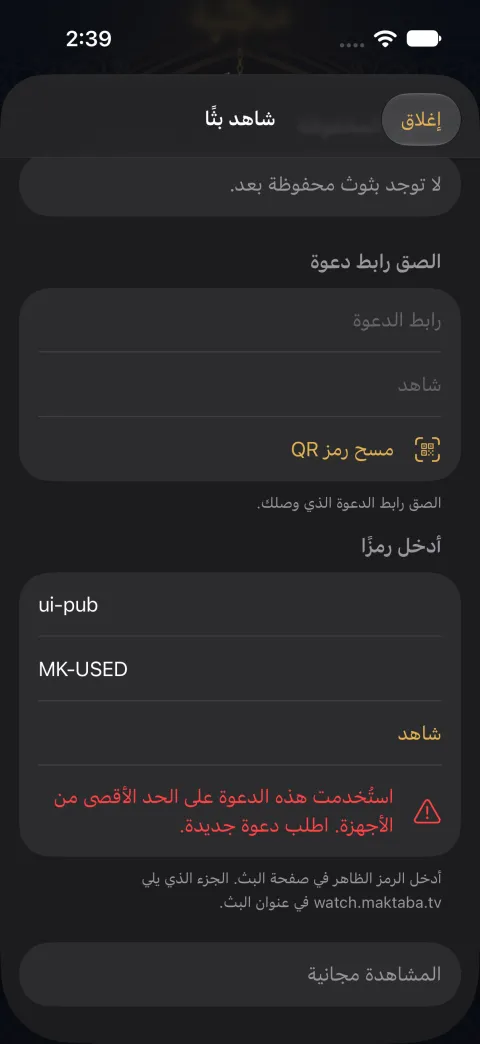 2:39
شاهد بثًا
إغلاق
لا توجد بثوث محفوظة بعد.
الصق رابط دعوة
رابط الدعوة
شاهد
مسح رمز QR
الصق رابط الدعوة الذي وصلك.
أدخل رمزًا
ui-pub
MK-USED
شاهد
استُخدمت هذه الدعوة على الحد الأقصى من
الأجهزة. اطلب دعوة جديدة.
أدخل الرمز الظاهر في صفحة البث. الجزء الذي يلي
watch.maktaba.tv في عنوان البث.
المشاهدة مجانية